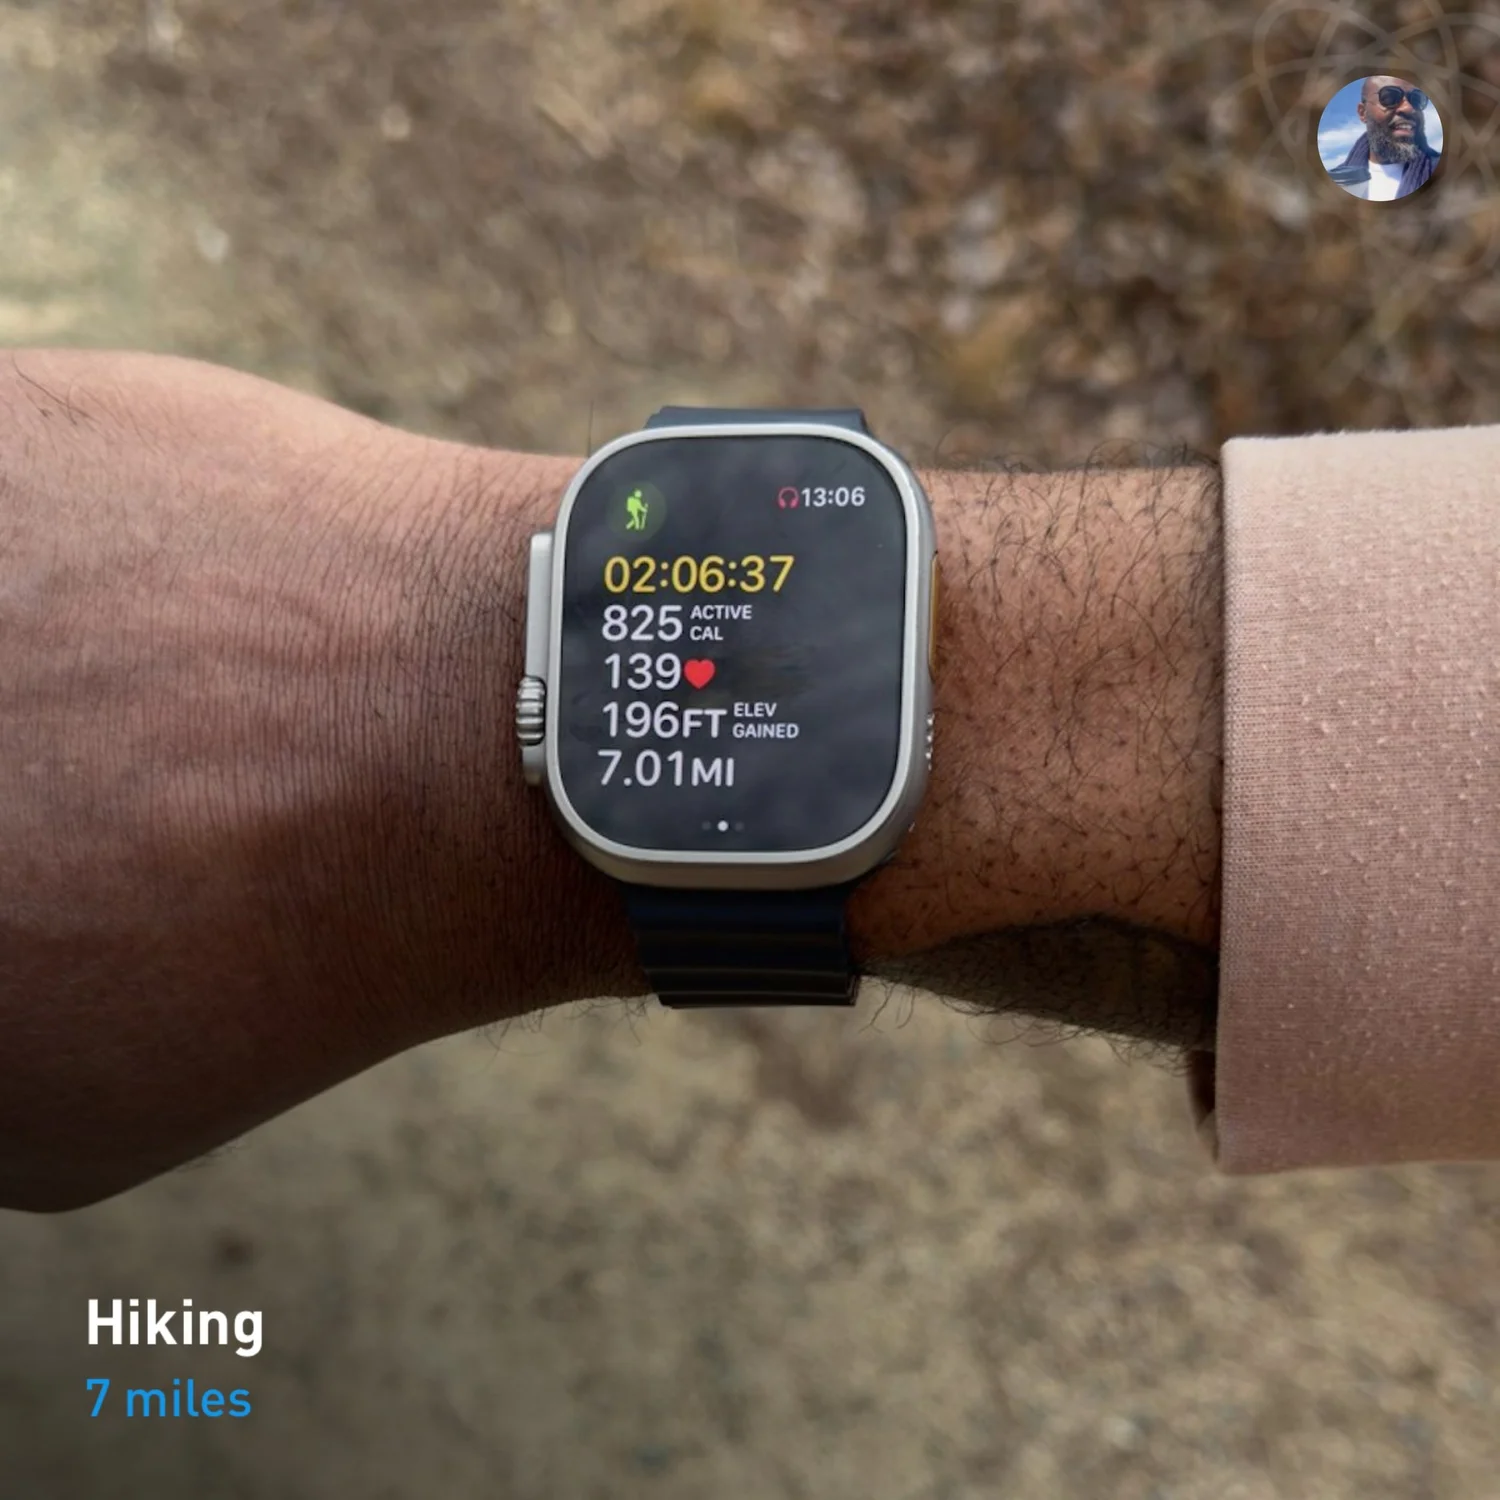 13:06
02:06:37
825 ACTIVE
CAL
139
196FT ELEV
GAINED
7.01MI
Hiking
7 miles